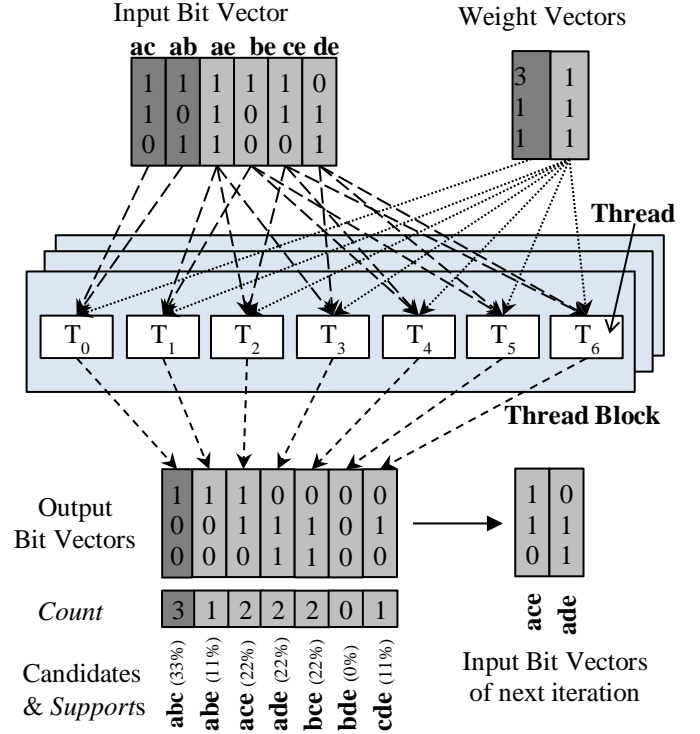 Input Bit Vector
Weight Vectors
ac ab ae be ce de
1 1 1 1 1 0
1 0 1 0 1 1
0 1 1 0 0 1
3 1
1 1
1 1
Thread
T0 T1 T2 T3 T4 T5 T6
Thread Block
Output
Bit Vectors
1 1 1 0 0 0 0
0 0 1 1 1 0 1
0 0 0 1 1 0 0
1 0
1 1
0 1
Count
3 1 2 2 2 0 1
Candidates
& Supports
abc (33%)
abe (11%)
ace (22%)
ade (22%)
bce (22%)
bde (0%)
cde (11%)
ace
ade
Input Bit Vectors
of next iteration